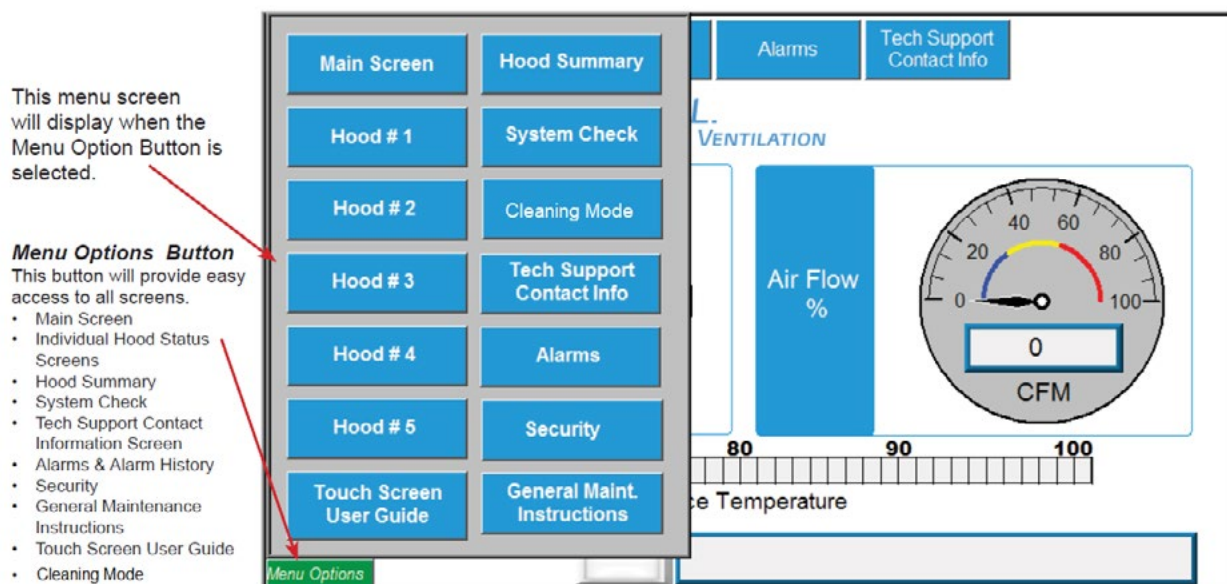 This menu screen
will display when the
Menu Option Button is
selected.
Menu Options Button
This button will provide easy
access to all screens.
• Main Screen
• Individual Hood Status
Screens
• Hood Summary
• System Check
• Tech Support Contact
Information Screen
• Alarms & Alarm History
• Security
• General Maintenance
Instructions
• Touch Screen User Guide
• Cleaning Mode
Main Screen
Hood Summary
Hood # 1
System Check
Hood # 2
Cleaning Mode
Hood # 3
Tech Support
Contact Info
Hood # 4
Alarms
Hood # 5
Security
Touch Screen
User Guide
General Maint.
Instructions
Menu Options
Alarms
Tech Support
Contact Info
L.
VENTILATION
Air Flow
%
0 20 40 60 80 100
0
CFM
80 90 100
ce Temperature